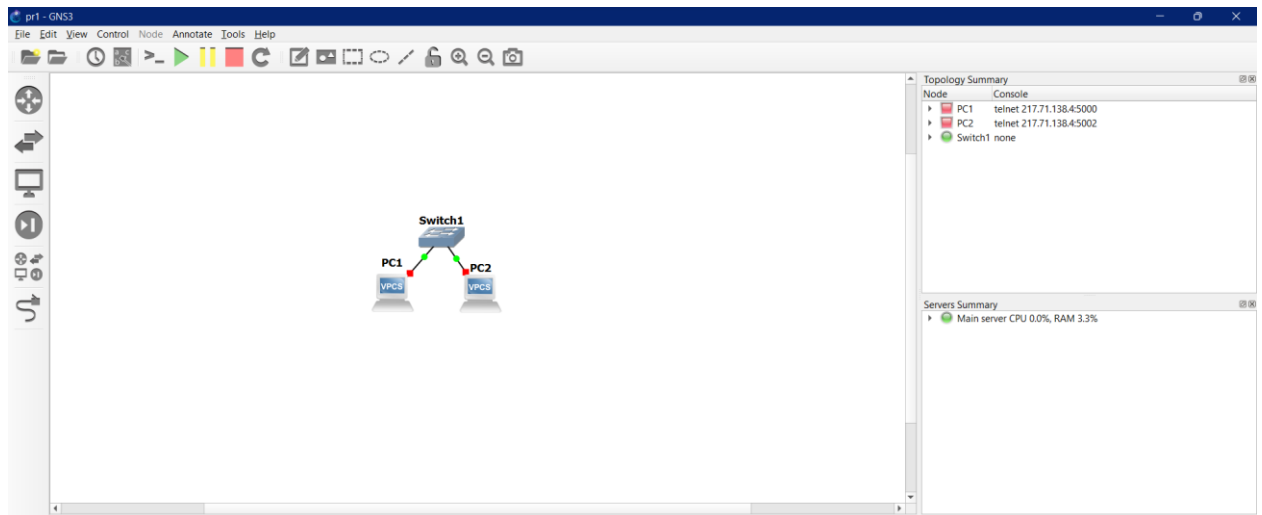 pr1 - GNS3
File Edit View Control Node Annotate Tools Help
Topology Summary
Node Console
PC1 telnet 217.71.138.4:5000
PC2 telnet 217.71.138.4:5002
Switch1 none
Switch1
PC1
PC2
VPCS
VPCS
Servers Summary
Main server CPU 0.0%, RAM 3.3%